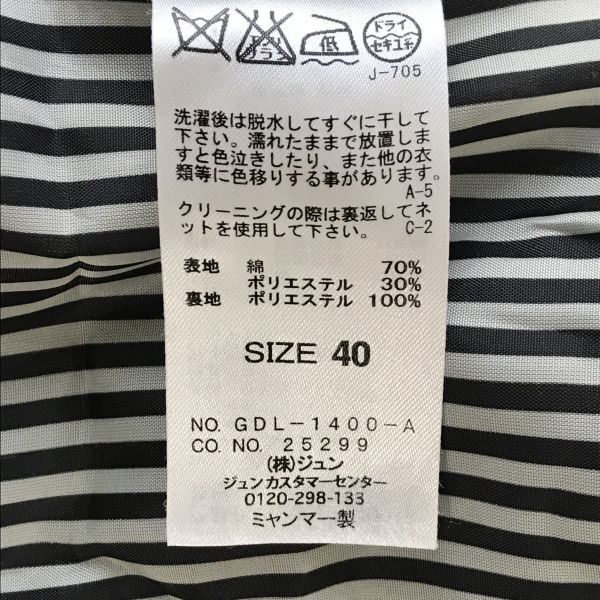 エンソ
サラ
低
ドライ
セキユ系
J-705
洗濯後は脱水してすぐに干して
下さい。濡れたままで放置しま
すと色泣きしたり、また他の衣
類等に色移りする事があります。
A-5
クリーニングの際は裏返してネ
ットを使用して下さい。 C-2
表地 綿 70%
ポリエステル 30%
裏地 ポリエステル 100%
SIZE 40
NO. GDL-1400-A
CO. NO. 25299
(株)ジュン
ジュンカスタマーセンター
0120-298-133
ミャンマー製